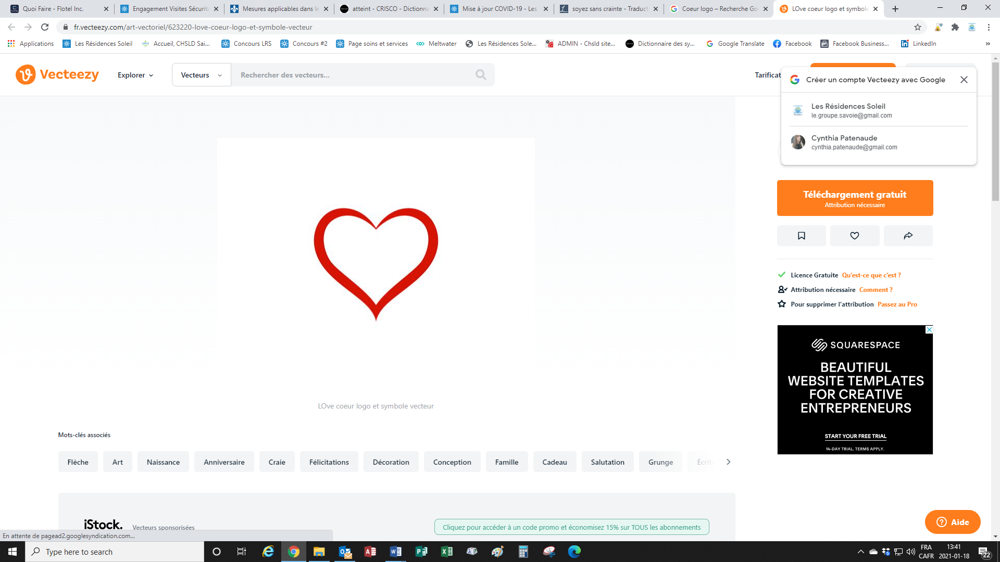 Quoi Faire - Flotel Inc.
Engagement Visites Sécurit
Mesures applicables dans le
atteint - CRISCO - Dictionna
Mise à jour COVID-19 - Les
soyez sans crainte - Traduct
Coeur logo – Recherche Go
LOve coeur logo et symbole
fr.vecteezy.com/art-vectoriel/623220-love-coeur-logo-et-symbole-vecteur
Applications
Les Résidences Soleil
Accueil, CHSLD Sai...
Concours LRS
Concours #2
Page soins et services
Meltwater
Les Résidences Sole...
ADMIN - Chsld site...
Dictionnaire des sy...
Google Translate
Facebook
Facebook Business...
LinkedIn
»
Vecteezy
Explorer
Vecteurs
Rechercher des vecteurs...
Tarificat
Créer un compte Vecteezy avec Google
Les Résidences Soleil
le.groupe.savoie@gmail.com
Cynthia Patenaude
cynthia.patenaude@gmail.com
Téléchargement gratuit
Attribution nécessaire
Licence Gratuite Qu'est-ce que c'est ?
Attribution nécessaire Comment ?
Pour supprimer l'attribution Passez au Pro
SQUARESPACE
BEAUTIFUL
WEBSITE TEMPLATES
FOR CREATIVE
ENTREPRENEURS
START YOUR FREE TRIAL
14-DAY TRIAL. TERMS APPLY.
LOve coeur logo et symbole vecteur
Mots-clés associés
Flèche
Art
Naissance
Anniversaire
Craie
Félicitations
Décoration
Conception
Famille
Cadeau
Salutation
Grunge
Écritu
iStock.
Vecteurs sponsorisées
Cliquez pour accéder à un code promo et économisez 15% sur TOUS les abonnements
Aide
En attente de pagead2.googlesyndication.com...
Type here to search
FRA
CAFR
13:41
2021-01-18
22